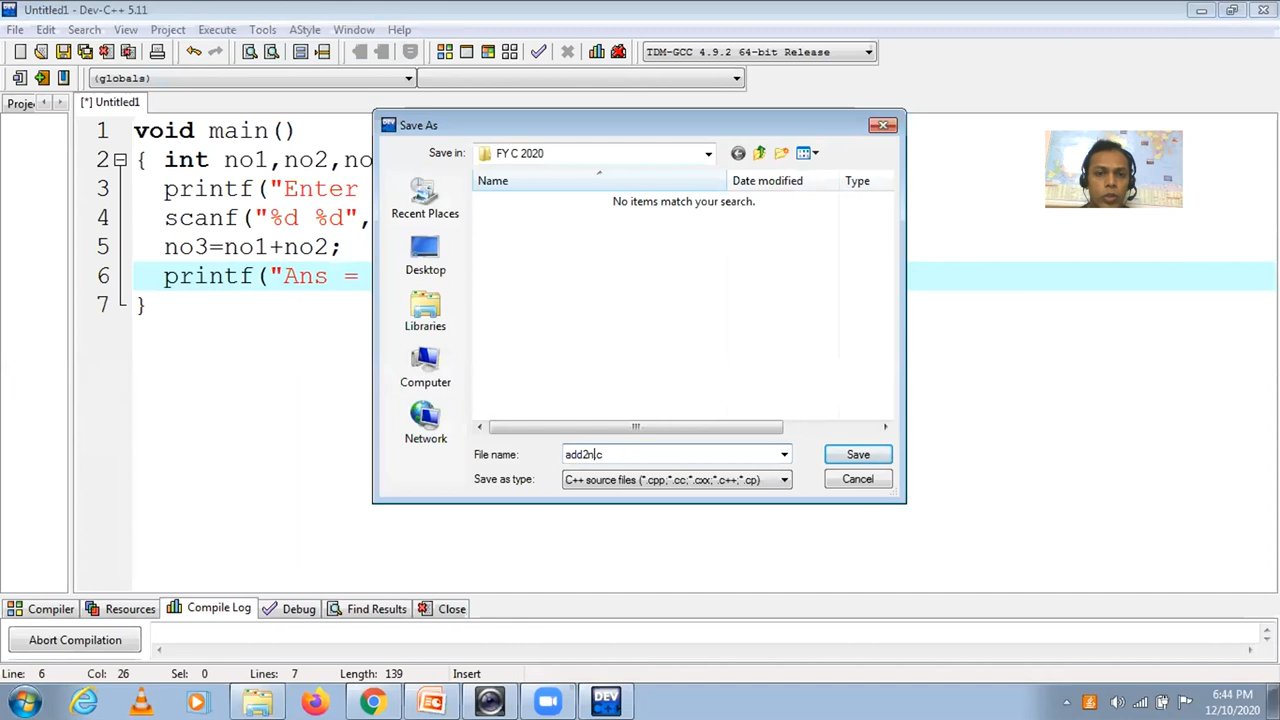 Untitled1 - Dev-C++ 5.11
File Edit Search View Project Execute Tools AStyle Window Help
TDM-GCC 4.9.2 64-bit Release
(globals)
Proje [*] Untitled1
1 void main()
2 { int no1,no2,no
3 printf("Enter
4 scanf("%d %d",
5 no3=no1+no2;
6 printf("Ans =
7 }
Save As
Save in: FY C 2020
Name Date modified Type
No items match your search.
Recent Places
Desktop
Libraries
Computer
Network
File name: add2n.c Save
Save as type: C++ source files (*.cpp;*.cc;*.cxx;*.c++;*.cp) Cancel
Compiler Resources Compile Log Debug Find Results Close
Abort Compilation
Line: 6 Col: 26 Sel: 0 Lines: 7 Length: 139 Insert
DEV
6:44 PM
12/10/2020